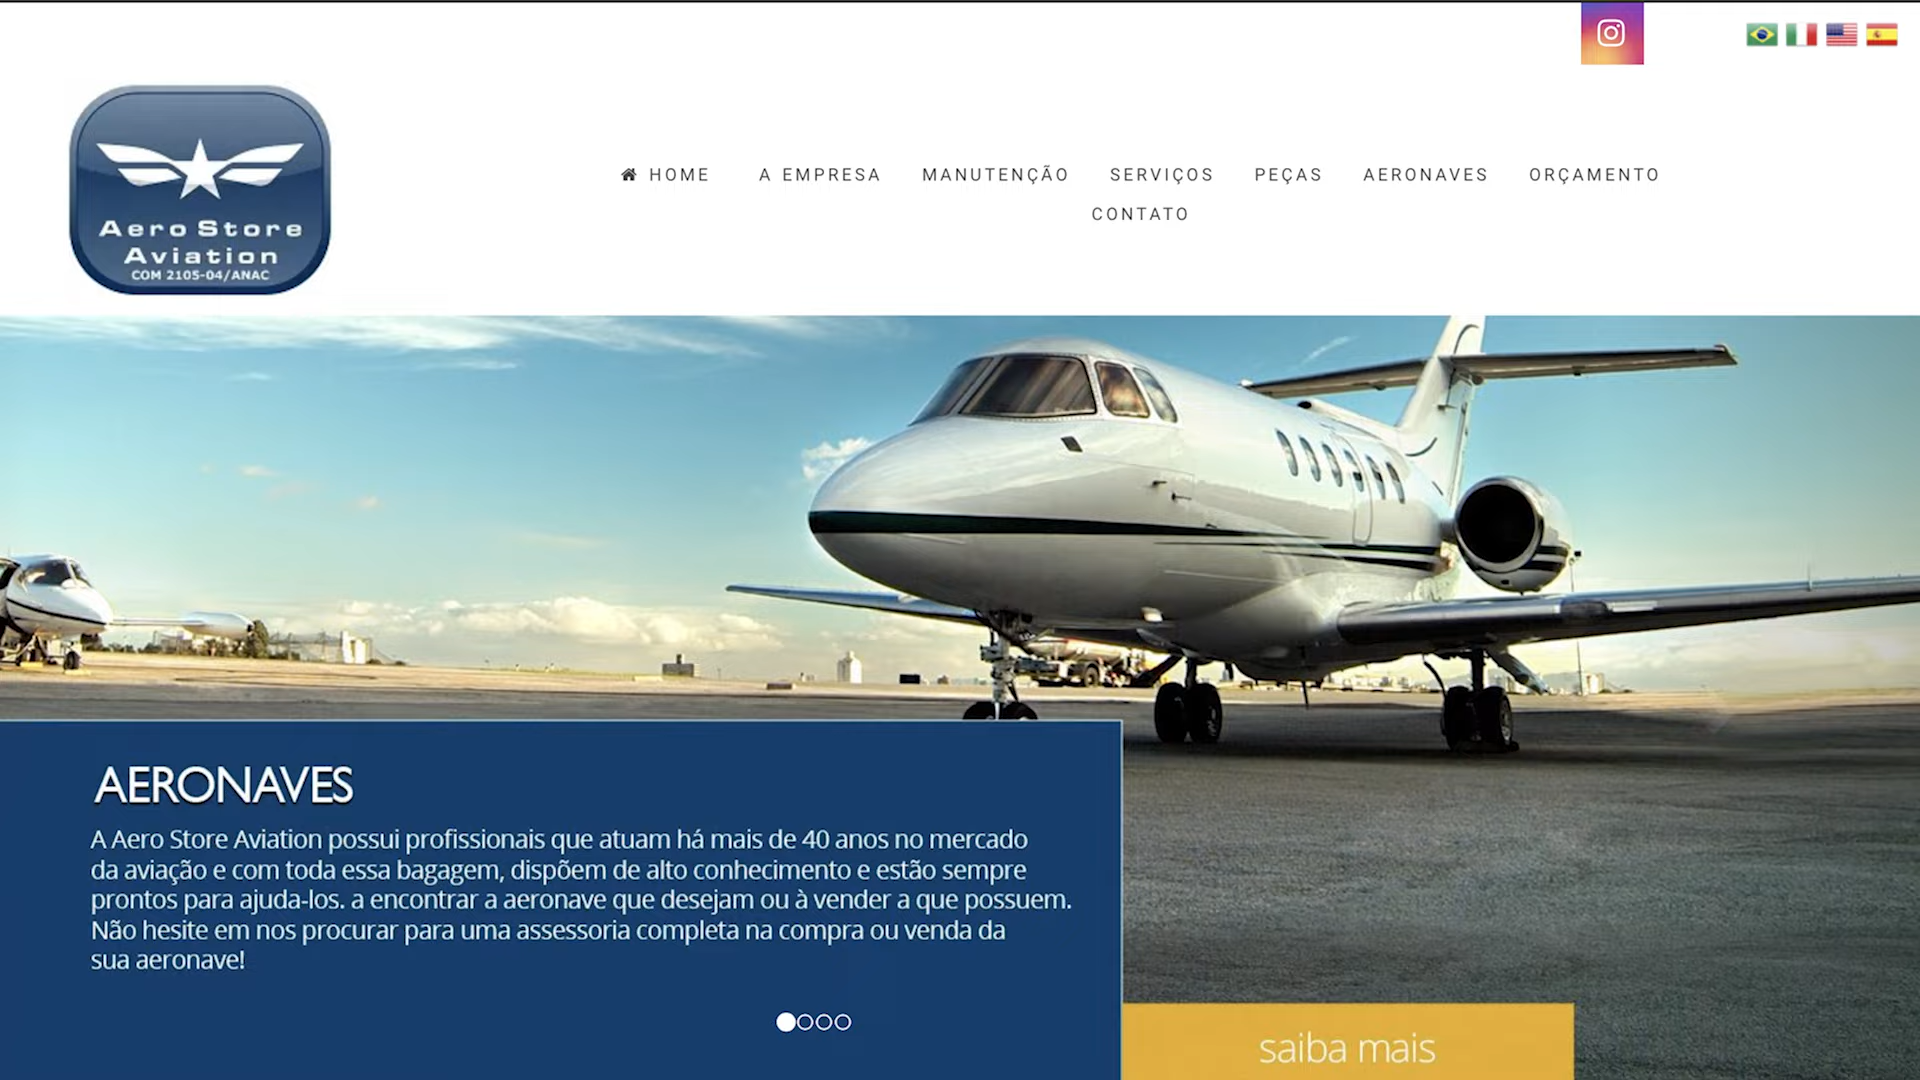 Aero Store
Aviation
COM 2105-04/ANAC
HOME A EMPRESA MANUTENÇÃO SERVIÇOS PEÇAS AERONAVES ORÇAMENTO
CONTATO
AERONAVES
A Aero Store Aviation possui profissionais que atuam há mais de 40 anos no mercado
da aviação e com toda essa bagagem, dispõem de alto conhecimento e estão sempre
prontos para ajuda-los. a encontrar a aeronave que desejam ou à vender a que possuem.
Não hesite em nos procurar para uma assessoria completa na compra ou venda da
sua aeronave!
saiba mais